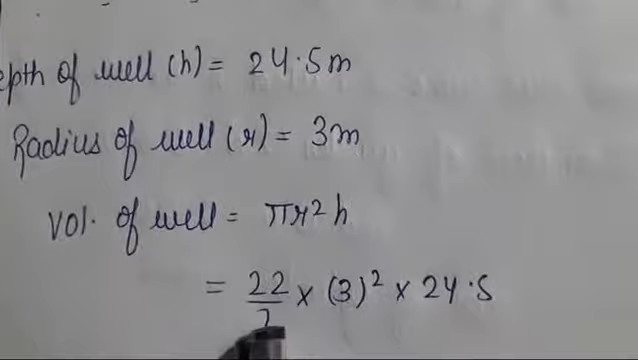 epth of well (h) = 24.5m
Radius of well (r) = 3m
Vol. of well = πr²h
= 22/7 × (3)² × 24.5